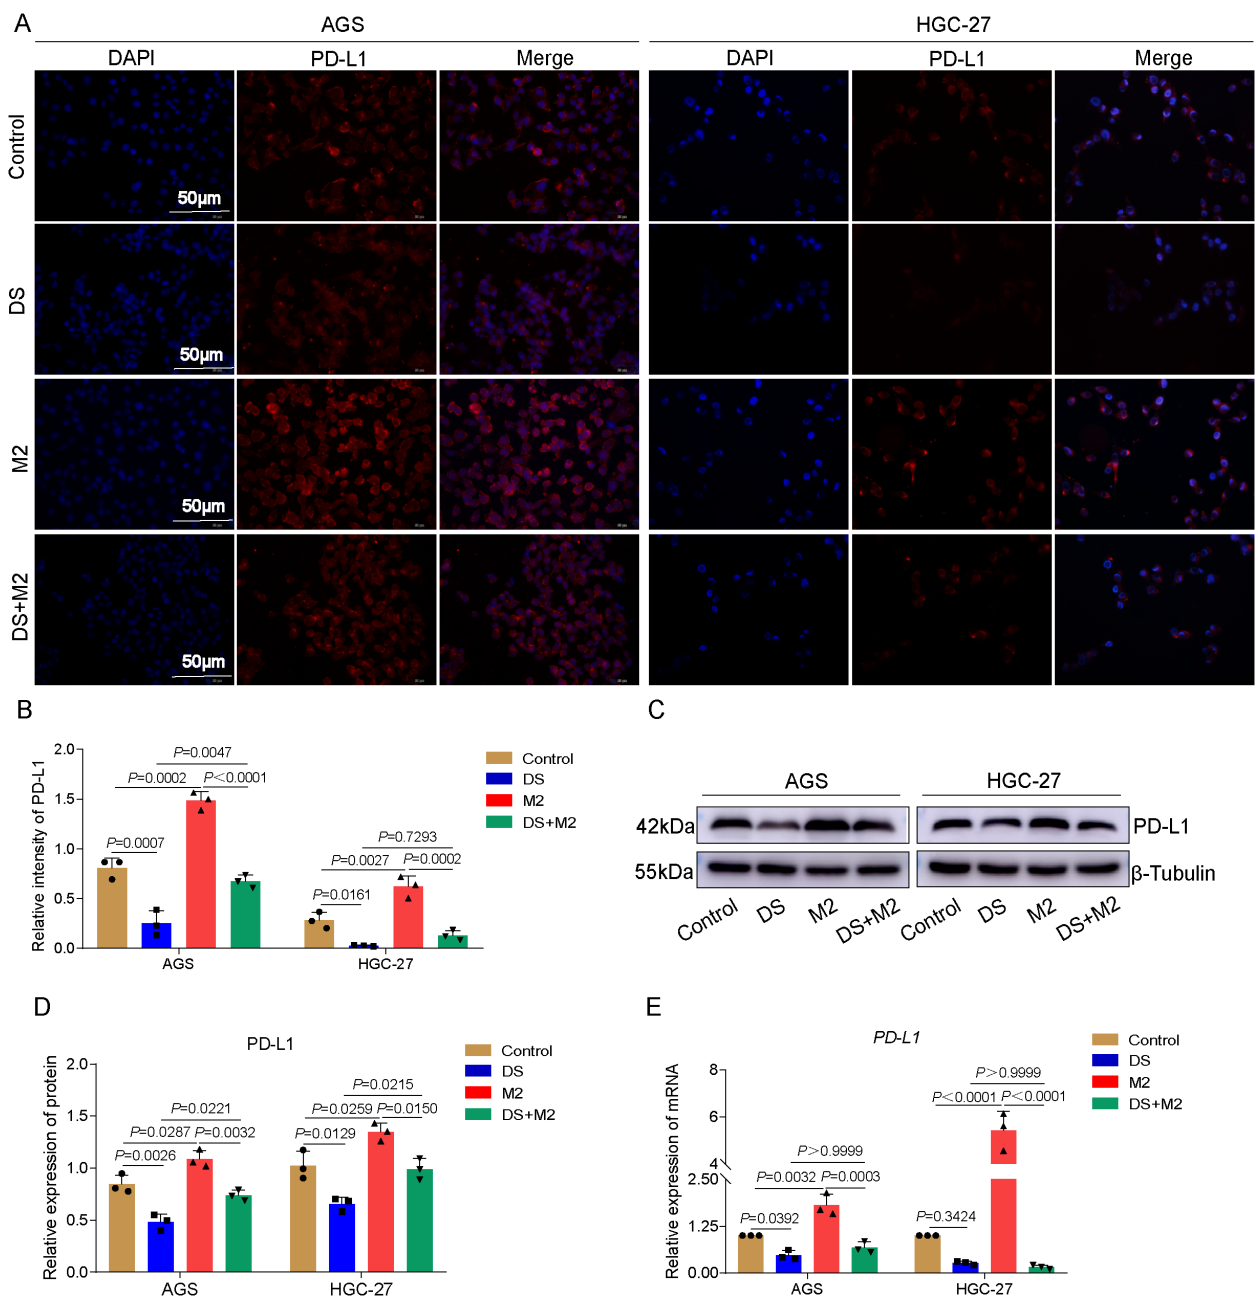 A
AGS
HGC-27
DAPI
PD-L1
Merge
DAPI
PD-L1
Merge
Control
50μm
DS
50μm
M2
50μm
DS+M2
50μm
B
Relative intensity of PD-L1
2.0
1.5
1.0
0.5
0.0
P=0.0047
P=0.0002
P<0.0001
P=0.0007
P=0.7293
P=0.0027
P=0.0002
P=0.0161
AGS
HGC-27
Control
DS
M2
DS+M2
C
AGS
HGC-27
42kDa
PD-L1
55kDa
β-Tubulin
Control
DS
M2
DS+M2
Control
DS
M2
DS+M2
D
PD-L1
Relative expression of protein
2.0
1.5
1.0
0.5
0.0
P=0.0221
P=0.0287
P=0.0032
P=0.0026
P=0.0215
P=0.0259
P=0.0150
P=0.0129
AGS
HGC-27
Control
DS
M2
DS+M2
E
PD-L1
Relative expression of mRNA
8
6
4
2.50
1.25
0.00
P>0.9999
P=0.0032
P=0.0003
P=0.0392
P>0.9999
P<0.0001
P<0.0001
P=0.3424
AGS
HGC-27
Control
DS
M2
DS+M2